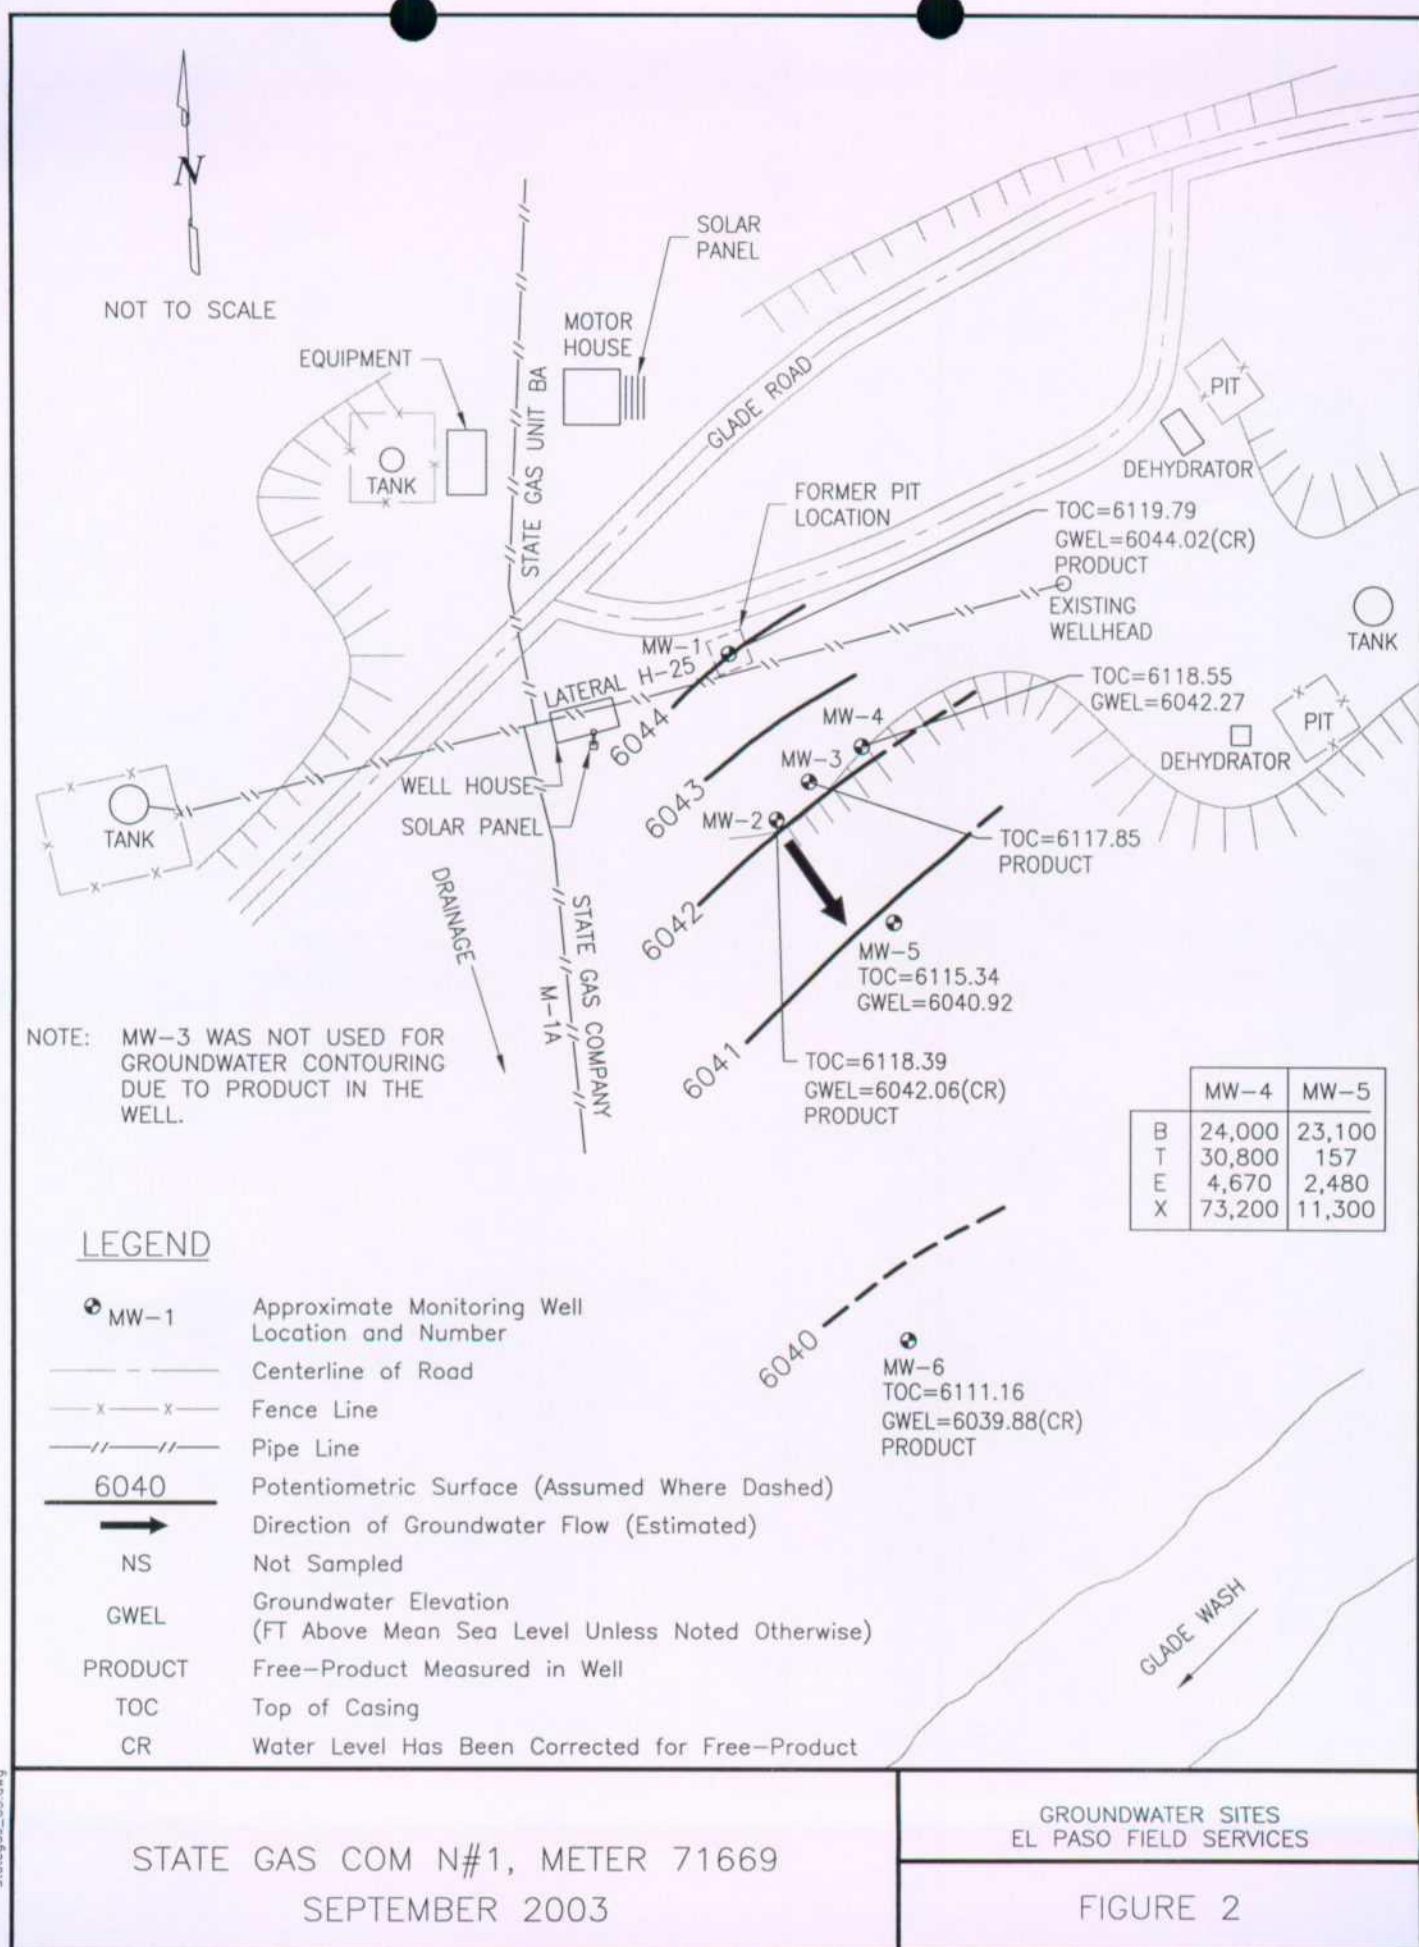 N
NOT TO SCALE
SOLAR
PANEL
MOTOR
HOUSE
EQUIPMENT
TANK
STATE GAS UNIT BA
GLADE ROAD
PIT
DEHYDRATOR
FORMER PIT
LOCATION
TOC=6119.79
GWEL=6044.02(CR)
PRODUCT
EXISTING
WELLHEAD
TANK
MW-1
LATERAL H-25
6044
TOC=6118.55
GWEL=6042.27
MW-4
MW-3
PIT
DEHYDRATOR
WELL HOUSE
SOLAR PANEL
TANK
6043
MW-2
TOC=6117.85
PRODUCT
DRAINAGE
STATE GAS COMPANY
M-1A
6042
MW-5
TOC=6115.34
GWEL=6040.92
6041
TOC=6118.39
GWEL=6042.06(CR)
PRODUCT
NOTE: MW-3 WAS NOT USED FOR
GROUNDWATER CONTOURING
DUE TO PRODUCT IN THE
WELL.
MW-4 MW-5
B 24,000 23,100
T 30,800 157
E 4,670 2,480
X 73,200 11,300
6040
MW-6
TOC=6111.16
GWEL=6039.88(CR)
PRODUCT
GLADE WASH
LEGEND
MW-1 Approximate Monitoring Well
Location and Number
Centerline of Road
x x Fence Line
Pipe Line
6040 Potentiometric Surface (Assumed Where Dashed)
Direction of Groundwater Flow (Estimated)
NS Not Sampled
GWEL Groundwater Elevation
(FT Above Mean Sea Level Unless Noted Otherwise)
PRODUCT Free-Product Measured in Well
TOC Top of Casing
CR Water Level Has Been Corrected for Free-Product
STATE GAS COM N#1, METER 71669
SEPTEMBER 2003
GROUNDWATER SITES
EL PASO FIELD SERVICES
FIGURE 2